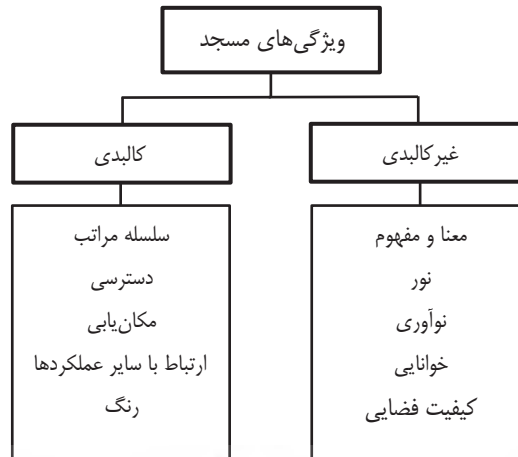 ویژگی‌های مسجد
غیرکالبدی
معنا و مفهوم
نور
نوآوری
خوانایی
کیفیت فضایی
کالبدی
سلسله مراتب
دسترسی
مکان‌یابی
ارتباط با سایر عملکردها
رنگ